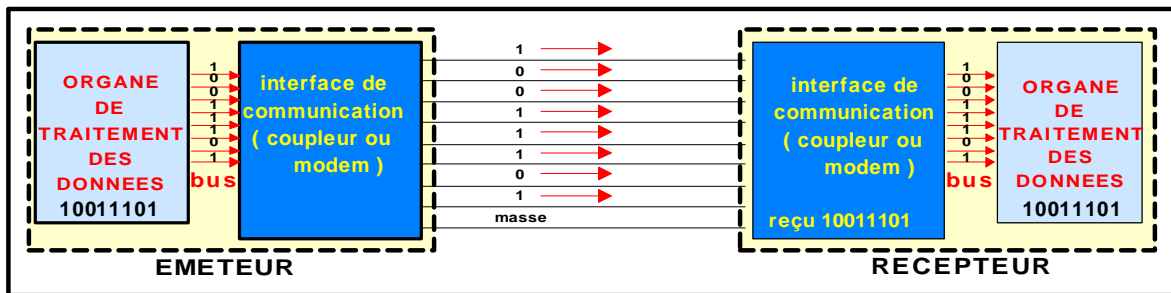 ORGANE
DE
TRAITEMENT
DES
DONNEES
10011101
1
0
0
1
1
1
0
1
bus
interface de
communication
( coupleur ou
modem )
1
0
0
1
1
1
0
1
masse
interface de
communication
( coupleur ou
modem )
reçu 10011101
1
0
0
1
1
1
0
1
bus
ORGANE
DE
TRAITEMENT
DES
DONNEES
10011101
EMETEUR
RECEPTEUR